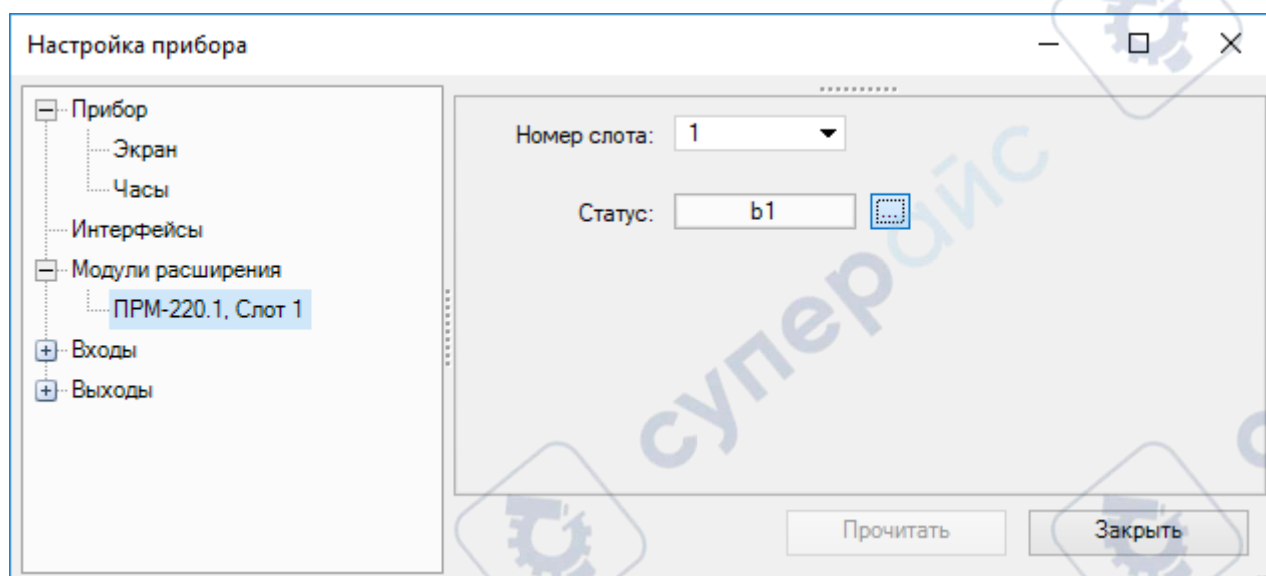 Настройка прибора
Прибор
Экран
Часы
Интерфейсы
Модули расширения
ПРМ-220.1, Слот 1
Входы
Выходы
Номер слота: 1
Статус: b1 ...
Прочитать
Закрыть
суперайс